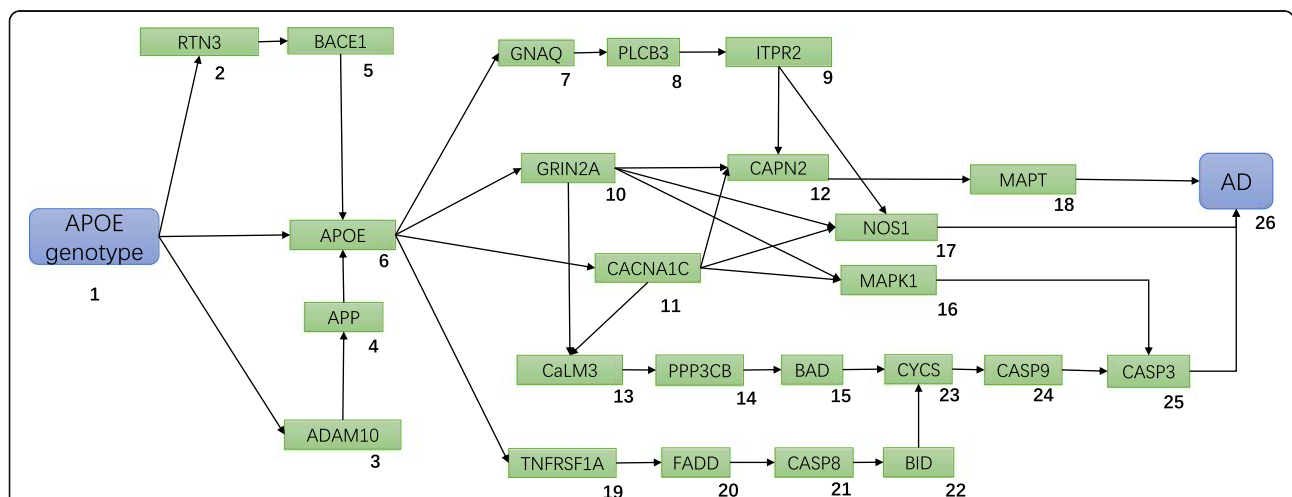 RTN3
2
BACE1
5
GNAQ
7
PLCB3
8
ITPR2
9
GRIN2A
10
CAPN2
12
MAPT
18
AD
26
APOE
genotype
1
APOE
6
NOS1
17
CACNA1C
11
MAPK1
16
APP
4
CaLM3
13
PPP3CB
14
BAD
15
CYCS
23
CASP9
24
CASP3
25
ADAM10
3
TNFRSF1A
19
FADD
20
CASP8
21
BID
22